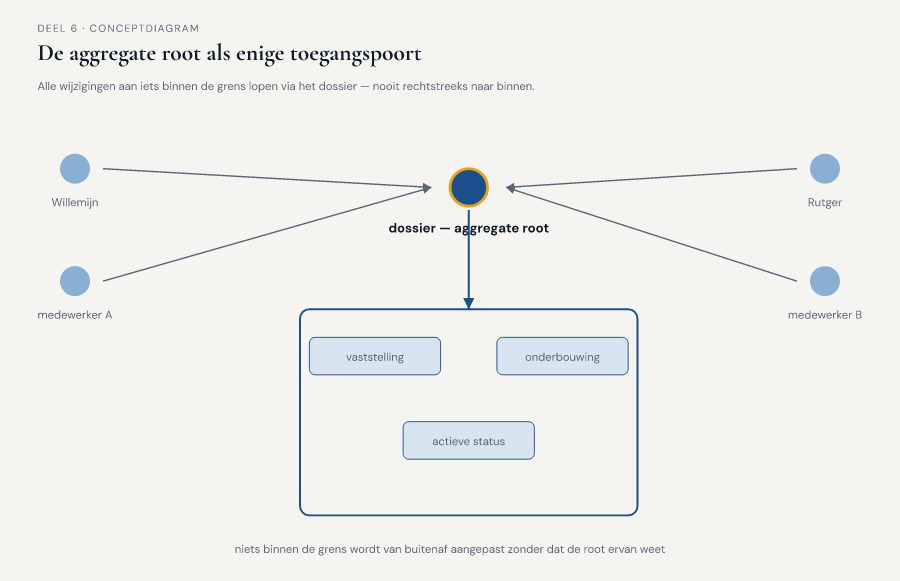 DEEL 6 · CONCEPTDIAGRAM
De aggregate root als enige toegangspoort
Alle wijzigingen aan iets binnen de grens lopen via het dossier — nooit rechtstreeks naar binnen.
Willemijn
Rutger
dossier — aggregate root
medewerker A
medewerker B
vaststelling
onderbouwing
actieve status
niets binnen de grens wordt van buitenaf aangepast zonder dat de root ervan weet